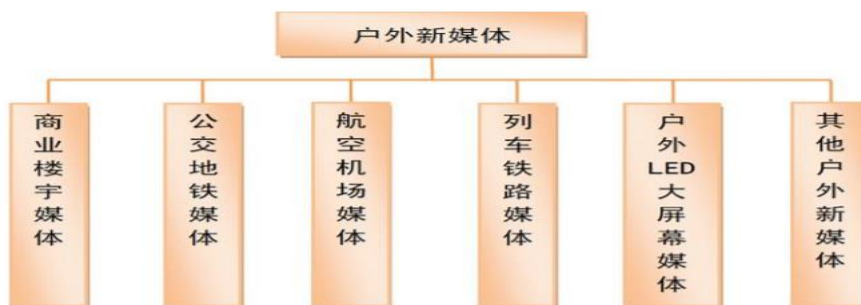 户外新媒体
商业楼宇媒体
公交地铁媒体
航空机场媒体
列车铁路媒体
户外LED大屏幕媒体
其他户外新媒体